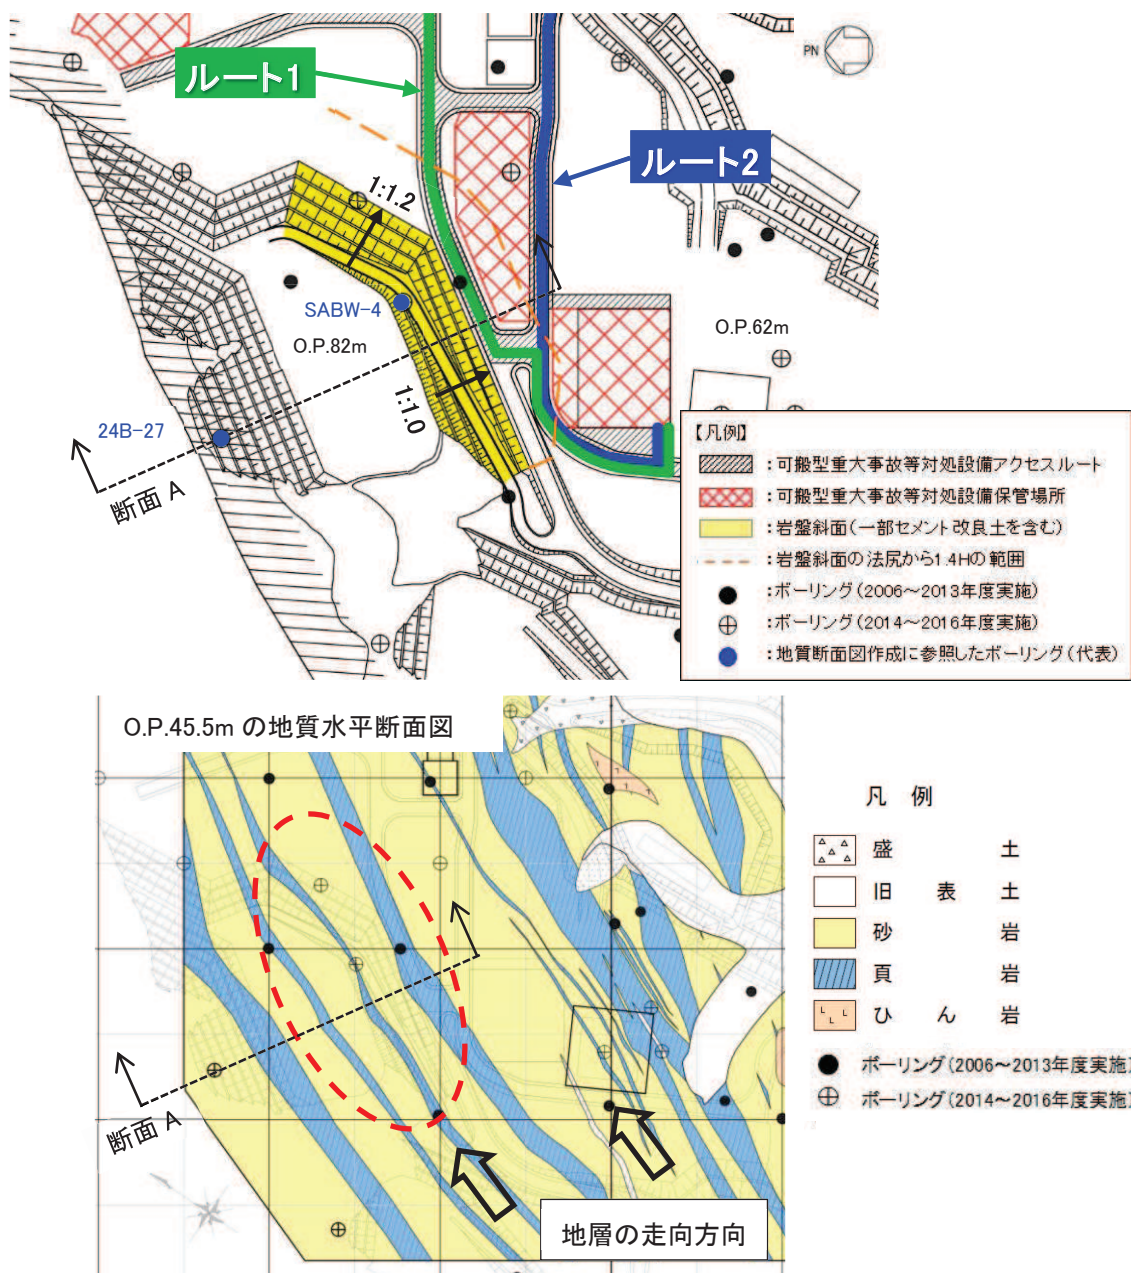 PN
ルート1
ルート2
1:1.2
SABW-4
O.P.82m
O.P.62m
1:1.0
24B-27
断面 A
【凡例】
：可搬型重大事故等対処設備アクセスルート
：可搬型重大事故等対処設備保管場所
：岩盤斜面（一部セメント改良土を含む）
：岩盤斜面の法尻から1.4Hの範囲
：ボーリング（2006～2013年度実施）
：ボーリング（2014～2016年度実施）
：地質断面図作成に参照したボーリング（代表）
O.P.45.5m の地質水平断面図
凡 例
盛 土
旧 表 土
砂 岩
頁 岩
ひ ん 岩
ボーリング（2006～2013年度実施）
ボーリング（2014～2016年度実施）
断面 A
地層の走向方向